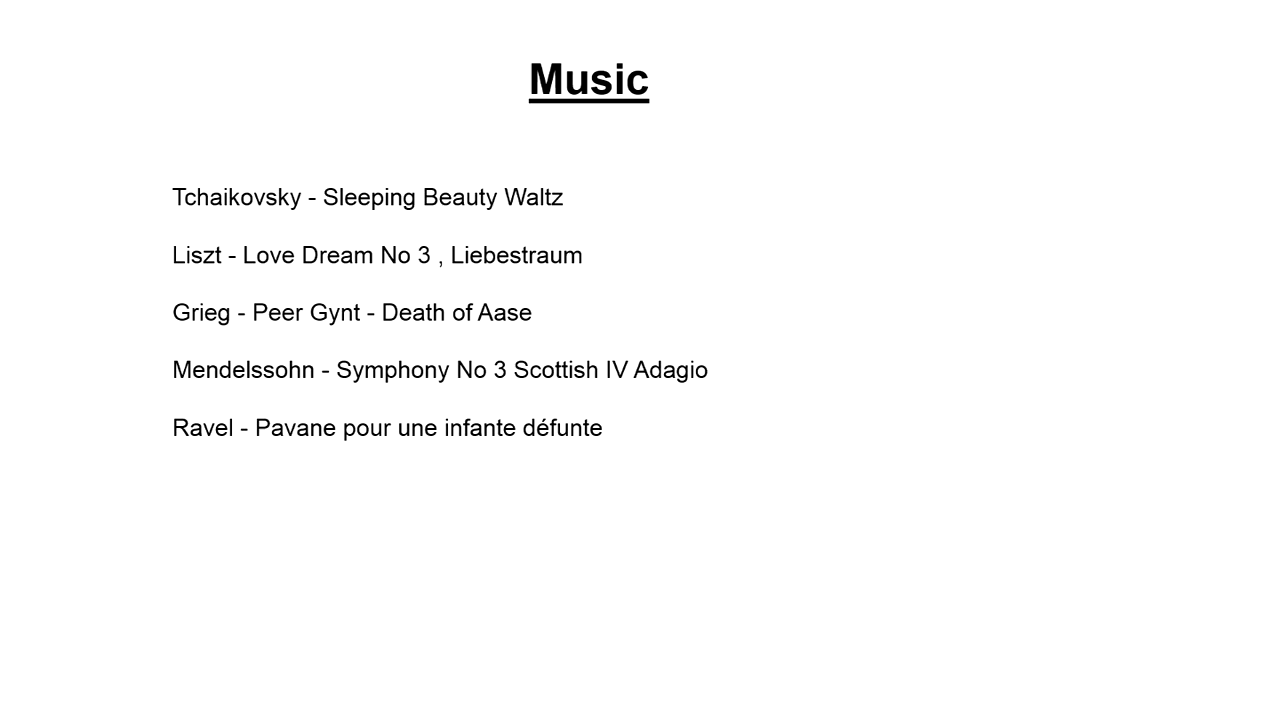 Music
Tchaikovsky - Sleeping Beauty Waltz
Liszt - Love Dream No 3 , Liebestraum
Grieg - Peer Gynt - Death of Aase
Mendelssohn - Symphony No 3 Scottish IV Adagio
Ravel - Pavane pour une infante défunte